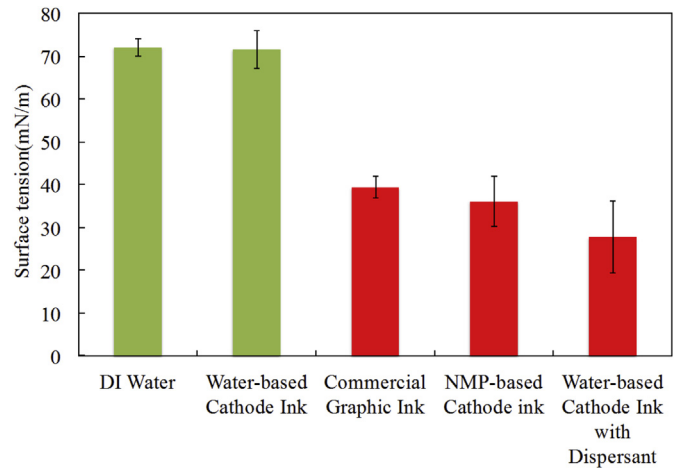 80
70
60
50
40
30
20
10
0
Surface tension(mN/m)
DI Water
Water-based
Cathode Ink
Commercial
Graphic Ink
NMP-based
Cathode ink
Water-based
Cathode Ink
with
Dispersant